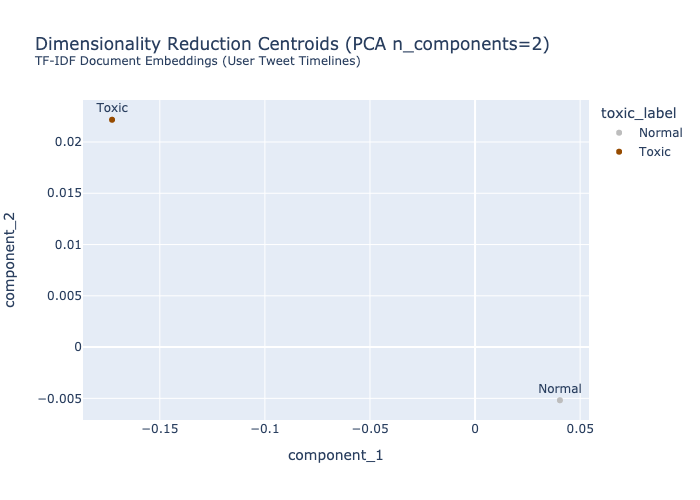 Dimensionality Reduction Centroids (PCA n_components=2)
TF-IDF Document Embeddings (User Tweet Timelines)
Toxic
toxic_label
Normal
Toxic
0.02
0.015
0.01
0.005
0
−0.005
component_2
Normal
−0.15
−0.1
−0.05
0
0.05
component_1